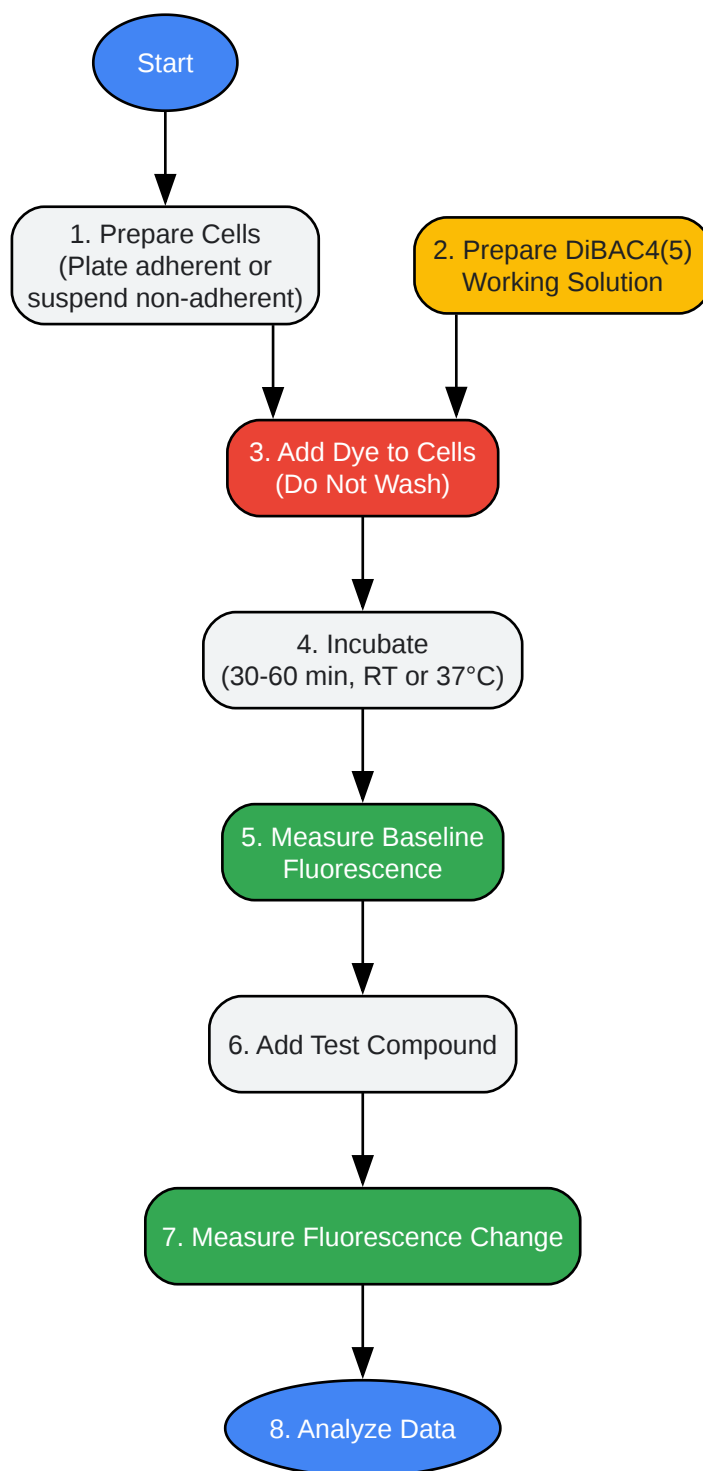 Start
1. Prepare Cells
(Plate adherent or
suspend non-adherent)
2. Prepare DiBAC4(5)
Working Solution
3. Add Dye to Cells
(Do Not Wash)
4. Incubate
(30-60 min, RT or 37°C)
5. Measure Baseline
Fluorescence
6. Add Test Compound
7. Measure Fluorescence Change
8. Analyze Data